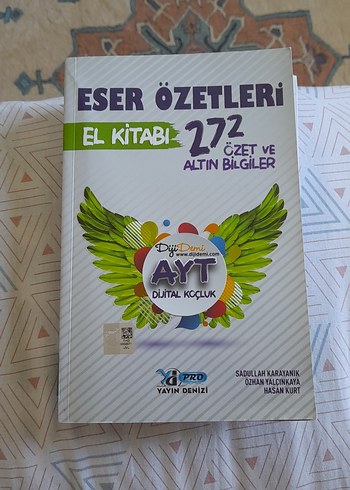 ESER ÖZETLERİ
EL KİTABI
272
ÖZET VE
ALTIN BİLGİLER
DijiDemi
www.dijidemi.com
AYT
DİJİTAL KOÇLUK
PRO
YAYIN DENİZİ
SADULLAH KARAYANIK
ÖZHAN YALÇINKAYA
HASAN KURT